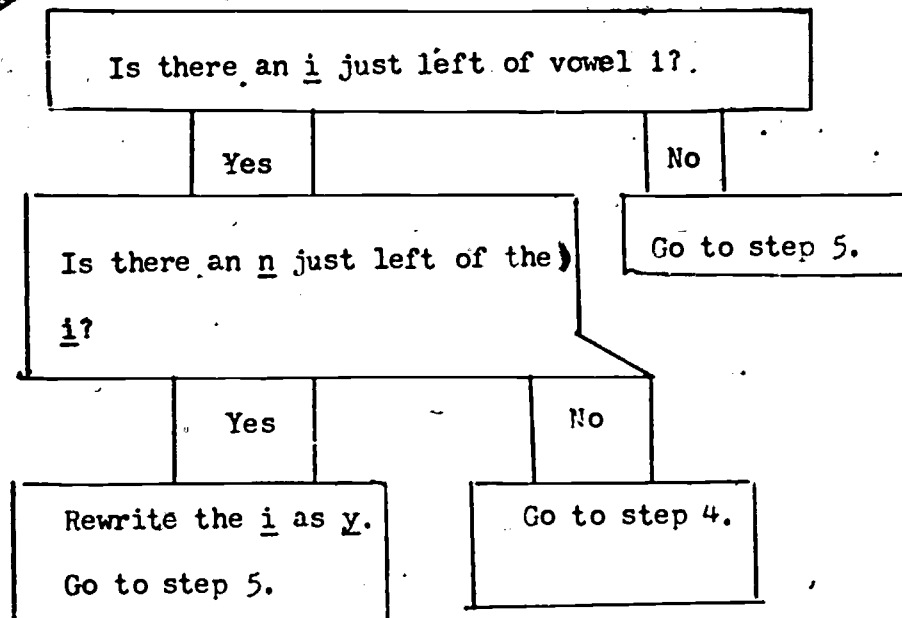 Is there an i just left of vowel 1?.
Yes
No
Is there an n just left of the
i?
Go to step 5.
Yes
No
Rewrite the i as y.
Go to step 5.
Go to step 4.